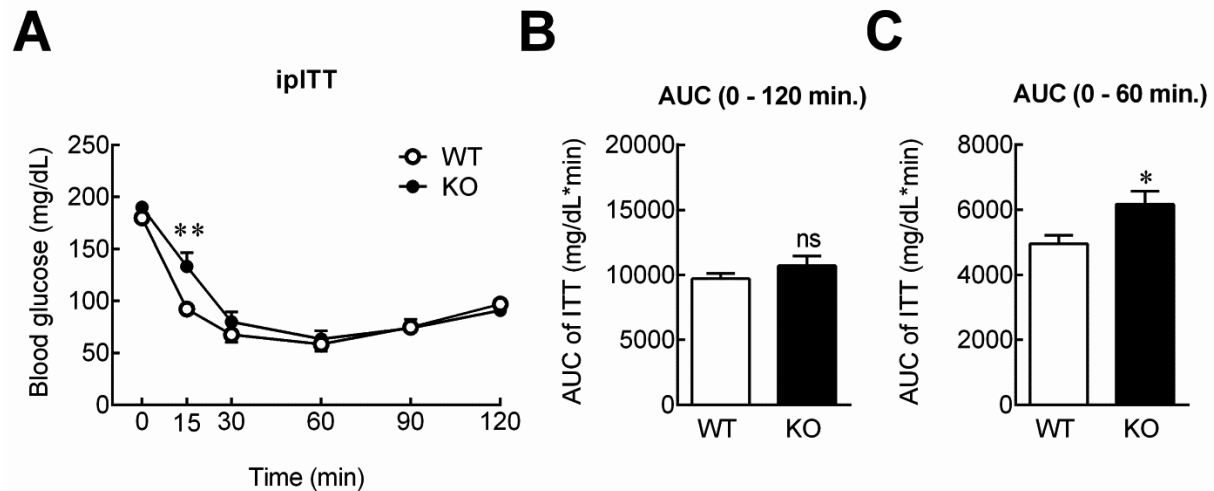 A
ipITT
Blood glucose (mg/dL)
250
200
150
100
50
0
WT
KO
**
0 15 30 60 90 120
Time (min)
B
AUC (0 - 120 min.)
AUC of ITT (mg/dL*min)
20000
15000
10000
5000
0
ns
WT KO
C
AUC (0 - 60 min.)
AUC of ITT (mg/dL*min)
8000
6000
4000
2000
0
*
WT KO